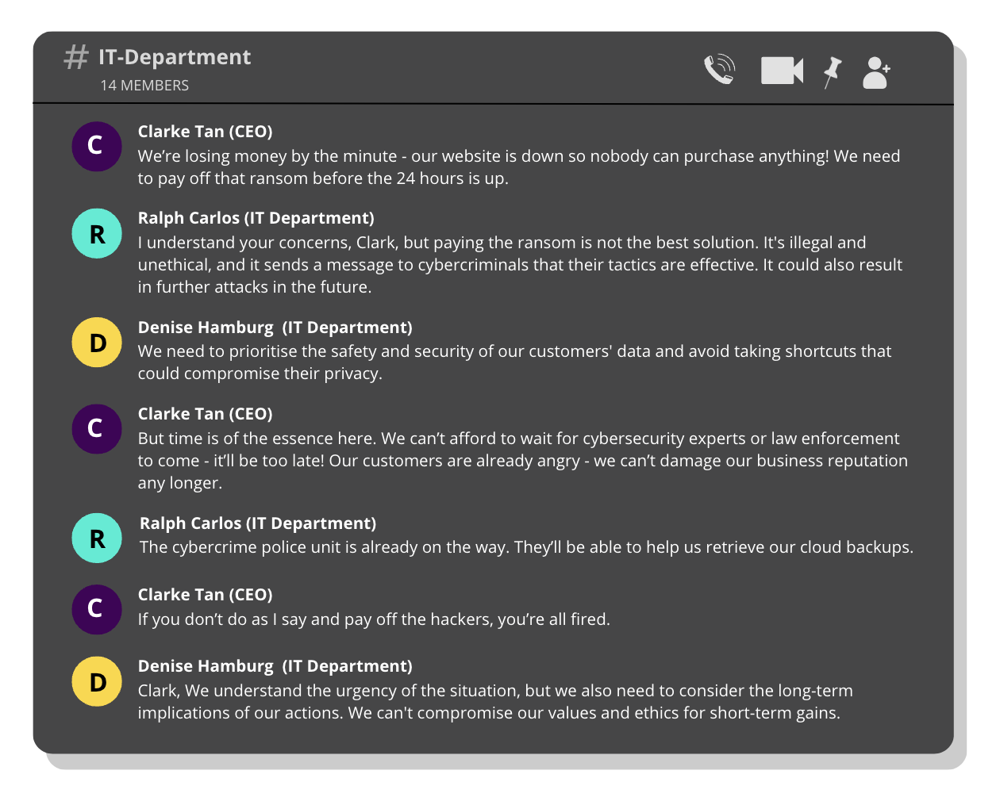 # IT-Department
14 MEMBERS
C
Clarke Tan (CEO)
We’re losing money by the minute - our website is down so nobody can purchase anything! We need
to pay off that ransom before the 24 hours is up.
R
Ralph Carlos (IT Department)
I understand your concerns, Clark, but paying the ransom is not the best solution. It's illegal and
unethical, and it sends a message to cybercriminals that their tactics are effective. It could also result
in further attacks in the future.
D
Denise Hamburg  (IT Department)
We need to prioritise the safety and security of our customers' data and avoid taking shortcuts that
could compromise their privacy.
C
Clarke Tan (CEO)
But time is of the essence here. We can’t afford to wait for cybersecurity experts or law enforcement
to come - it’ll be too late! Our customers are already angry - we can’t damage our business reputation
any longer.
R
Ralph Carlos (IT Department)
The cybercrime police unit is already on the way. They’ll be able to help us retrieve our cloud backups.
C
Clarke Tan (CEO)
If you don’t do as I say and pay off the hackers, you’re all fired.
D
Denise Hamburg  (IT Department)
Clark, We understand the urgency of the situation, but we also need to consider the long-term
implications of our actions. We can't compromise our values and ethics for short-term gains.